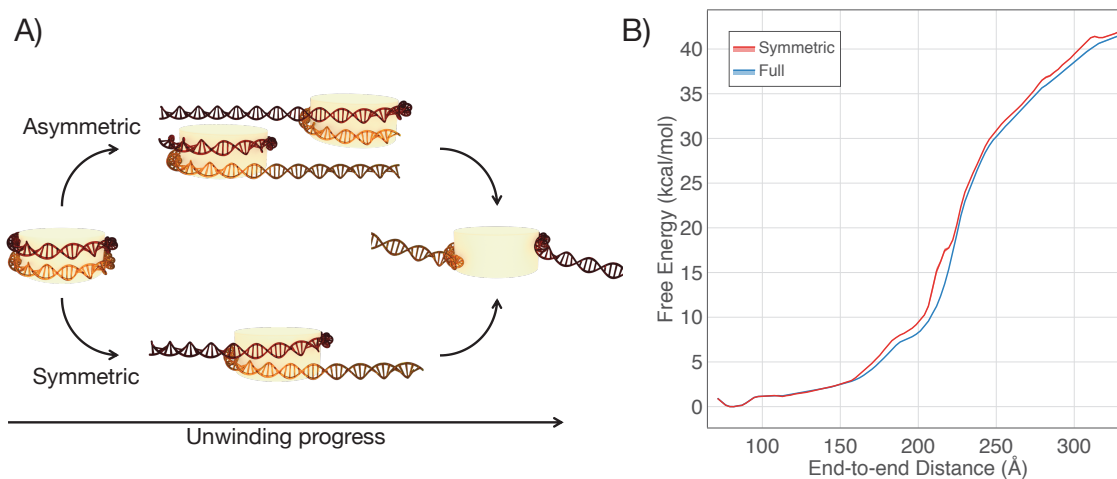 A)
Asymmetric
Symmetric
Unwinding progress
B)
Symmetric
Full
Free Energy (kcal/mol)
40
35
30
25
20
15
10
5
0
100
150
200
250
300
End-to-end Distance (Å)